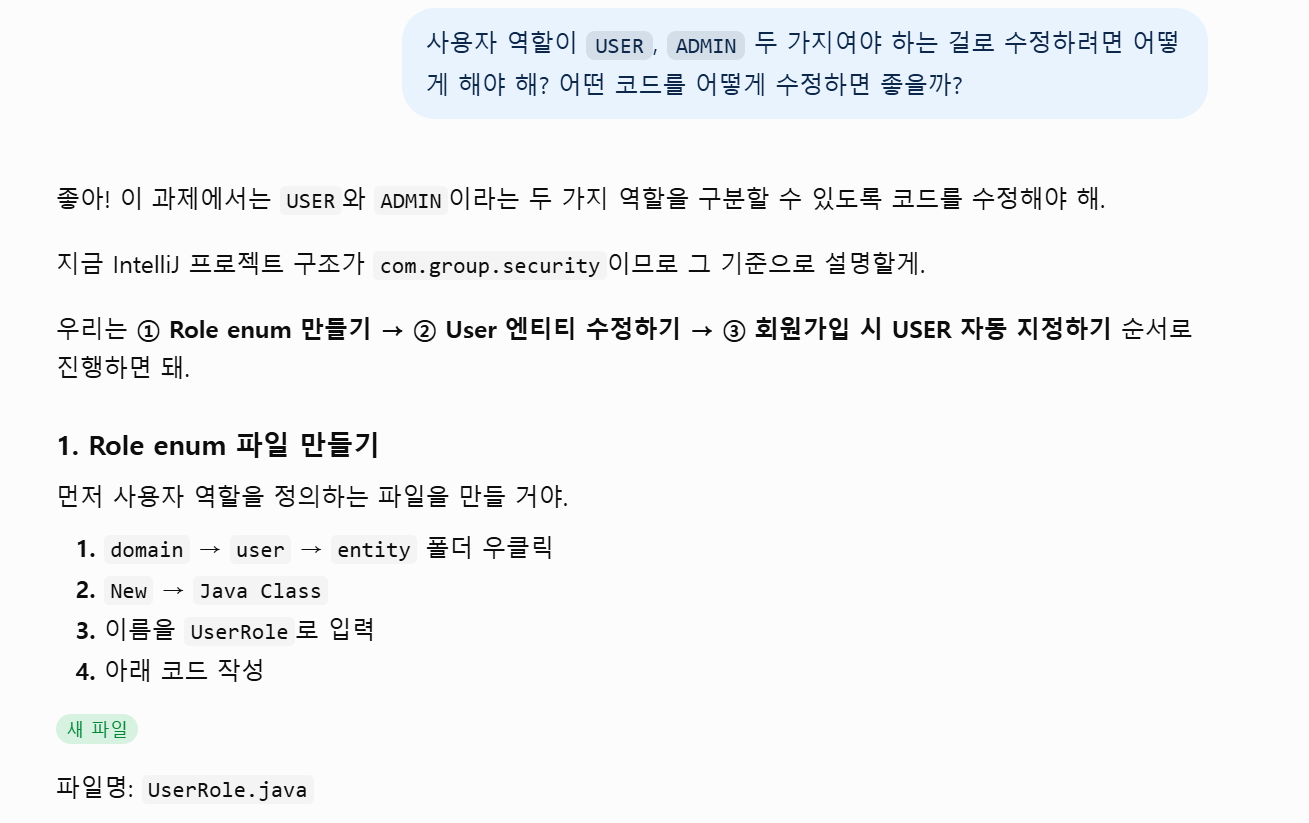 사용자 역할이 USER, ADMIN 두 가지여야 하는 걸로 수정하려면 어떻
게 해야 해? 어떤 코드를 어떻게 수정하면 좋을까?
좋아! 이 과제에서는 USER와 ADMIN이라는 두 가지 역할을 구분할 수 있도록 코드를 수정해야 해.
지금 IntelliJ 프로젝트 구조가 com.group.security이므로 그 기준으로 설명할게.
우리는 ① Role enum 만들기 → ② User 엔티티 수정하기 → ③ 회원가입 시 USER 자동 지정하기 순서로
진행하면 돼.
1. Role enum 파일 만들기
먼저 사용자 역할을 정의하는 파일을 만들 거야.
1. domain → user → entity 폴더 우클릭
2. New → Java Class
3. 이름을 UserRole로 입력
4. 아래 코드 작성
새 파일
파일명: UserRole.java